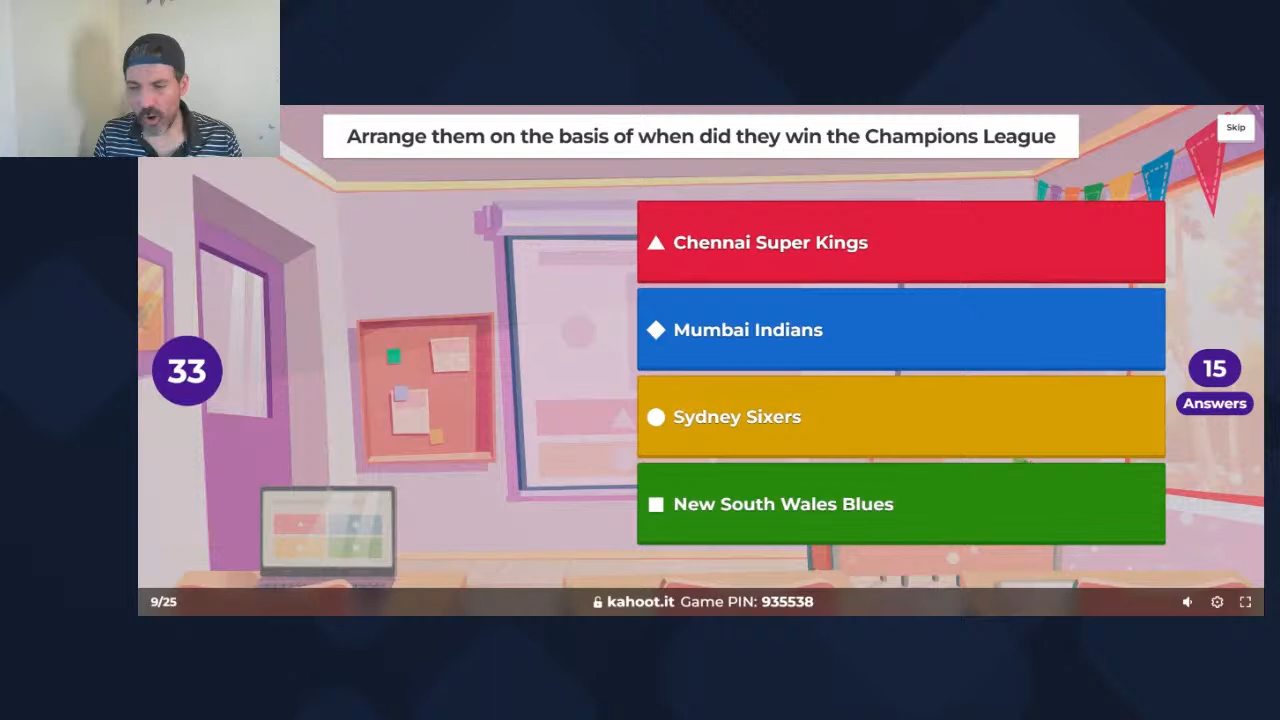 Arrange them on the basis of when did they win the Champions League
Skip
Chennai Super Kings
Mumbai Indians
33
15
Answers
Sydney Sixers
New South Wales Blues
9/25
kahoot.it Game PIN: 935538